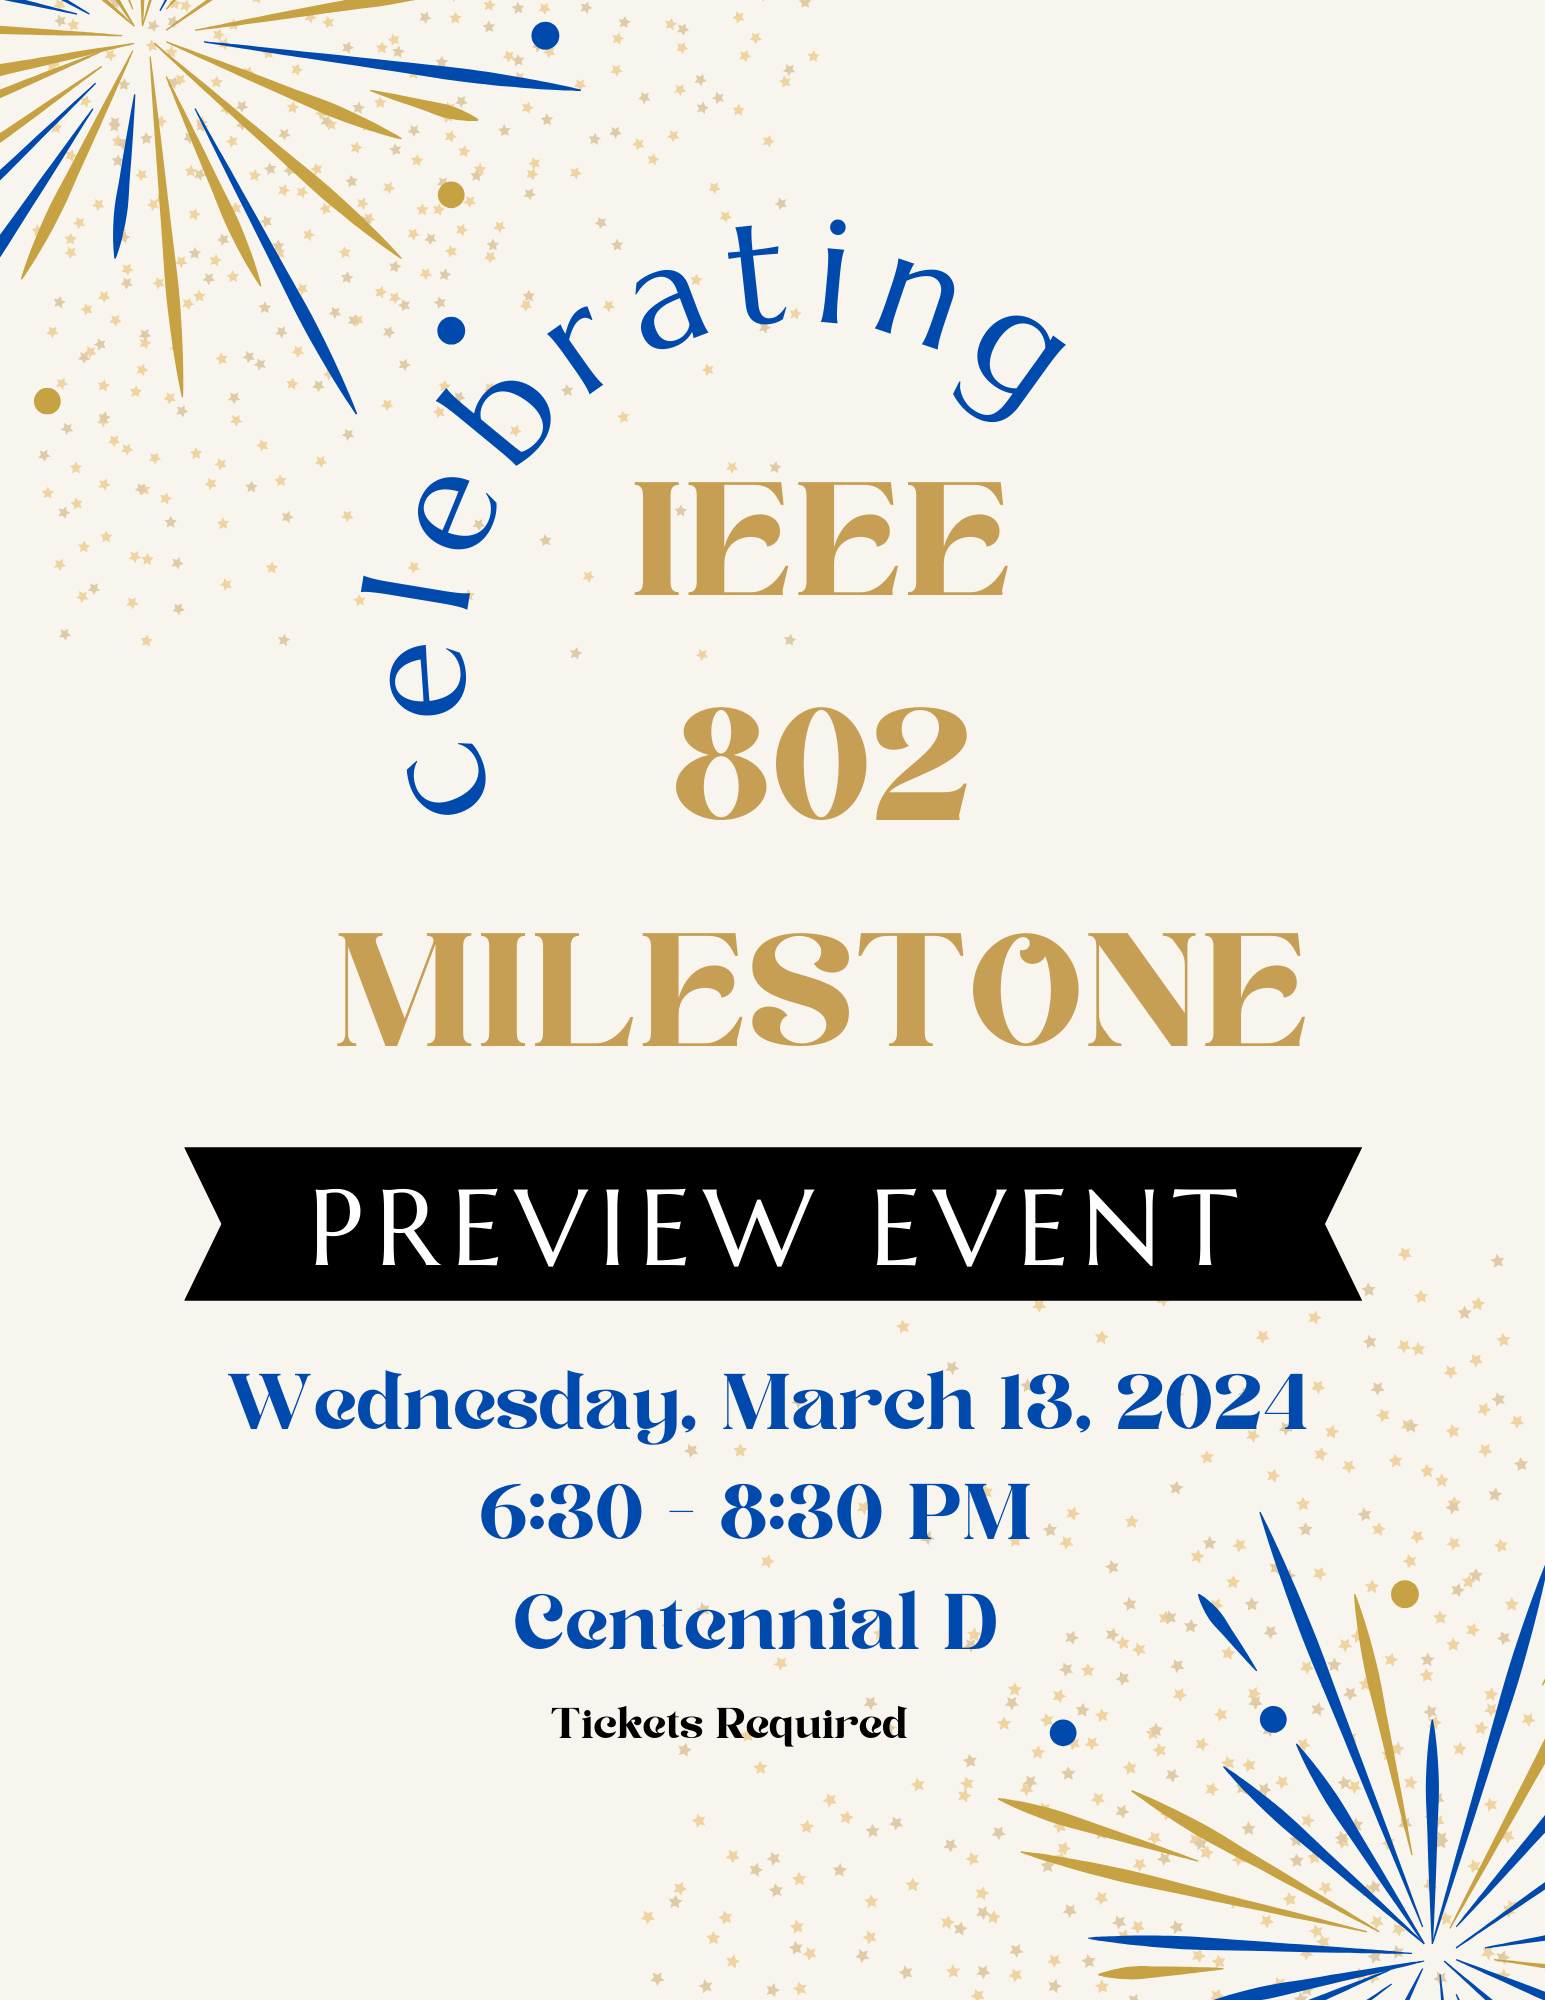 celebrating
IEEE
802
MILESTONE
PREVIEW EVENT
Wednesday, March 13, 2024
6:30 - 8:30 PM
Centennial D
Tickets Required